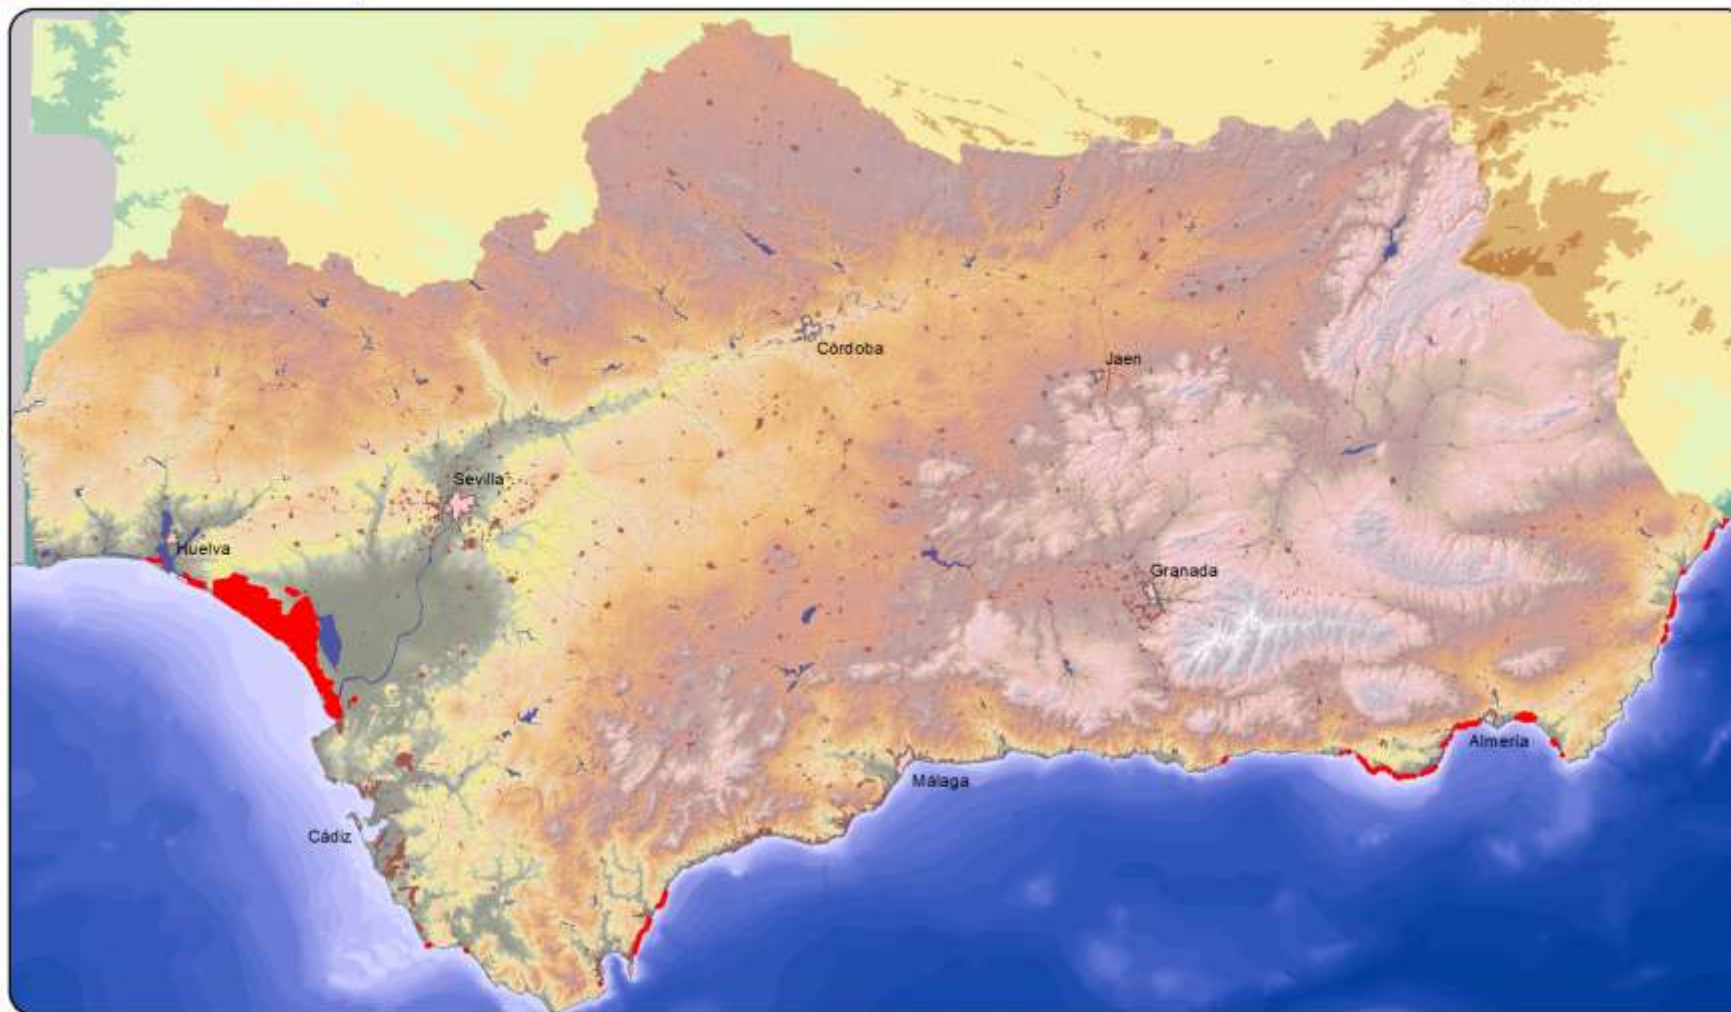 Córdoba
Jaen
Sevilla
Huelva
Granada
Almería
Málaga
Cádiz